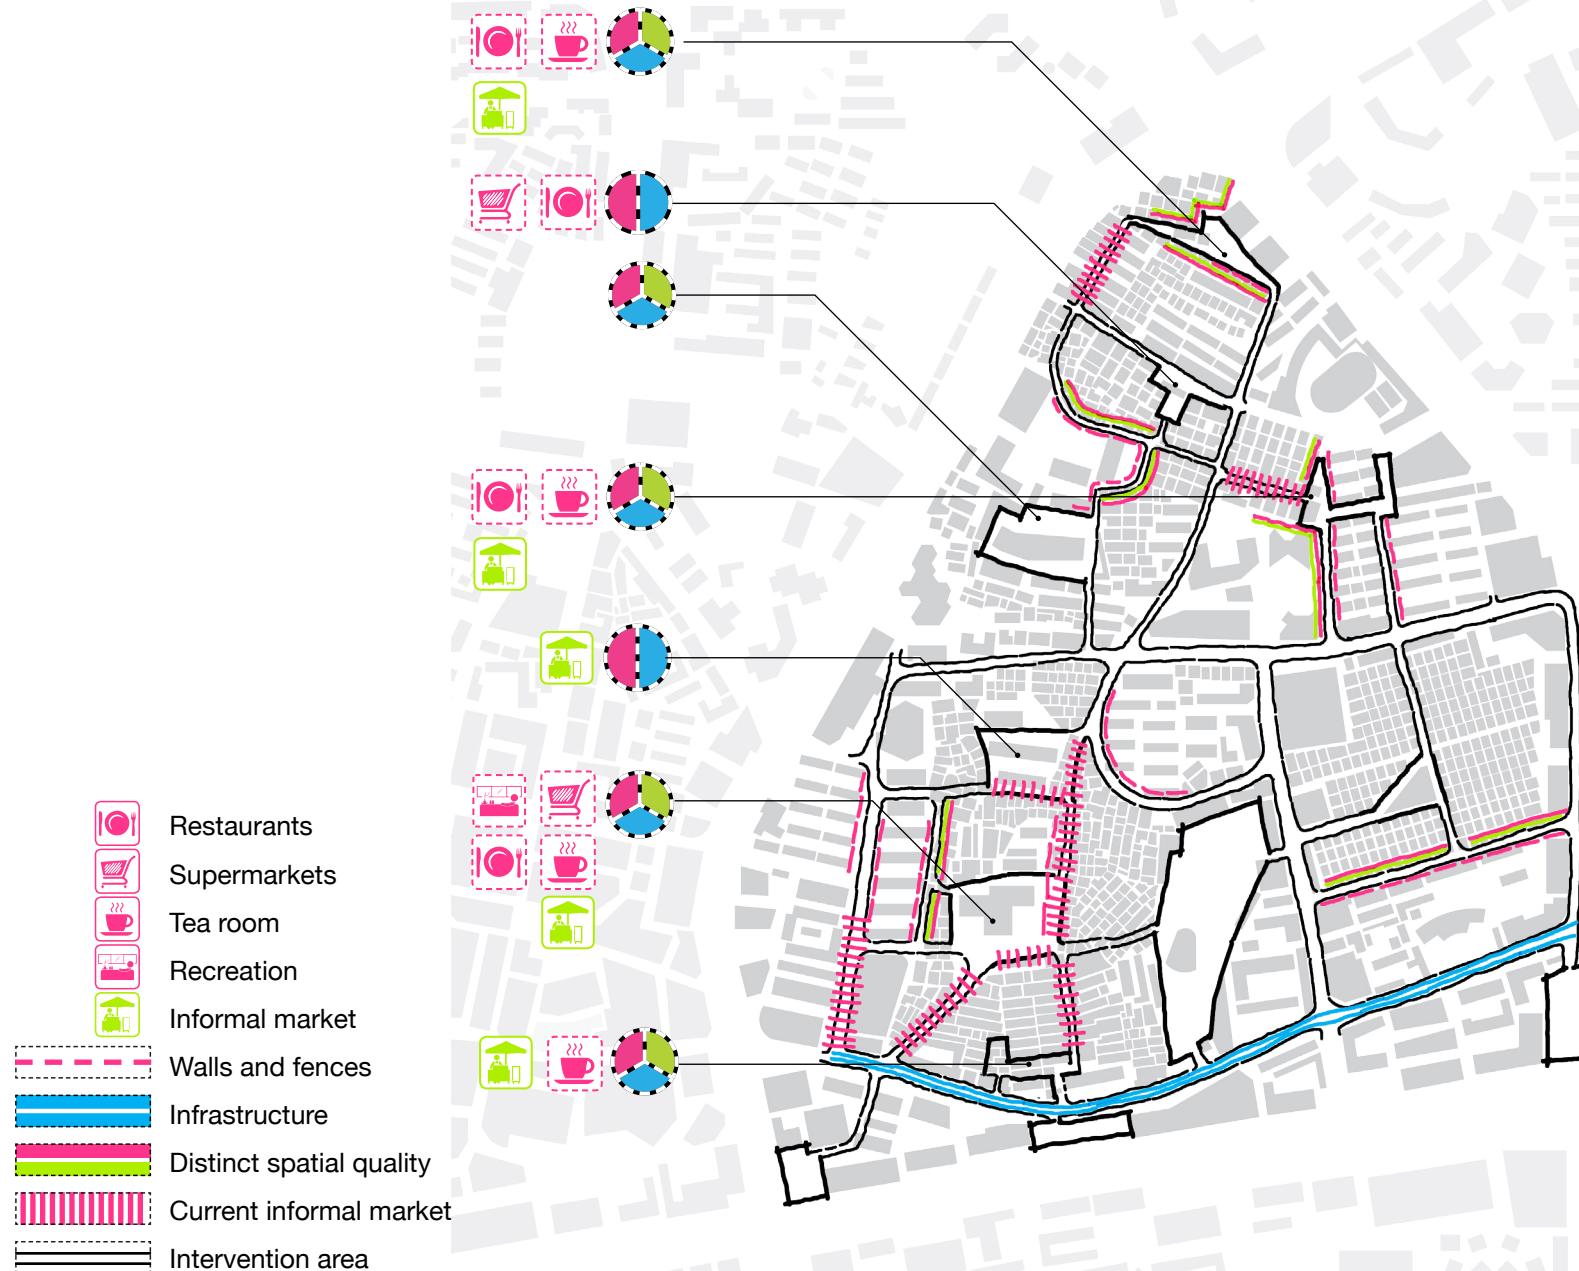 Restaurants
Supermarkets
Tea room
Recreation
Informal market
Walls and fences
Infrastructure
Distinct spatial quality
Current informal market
Intervention area